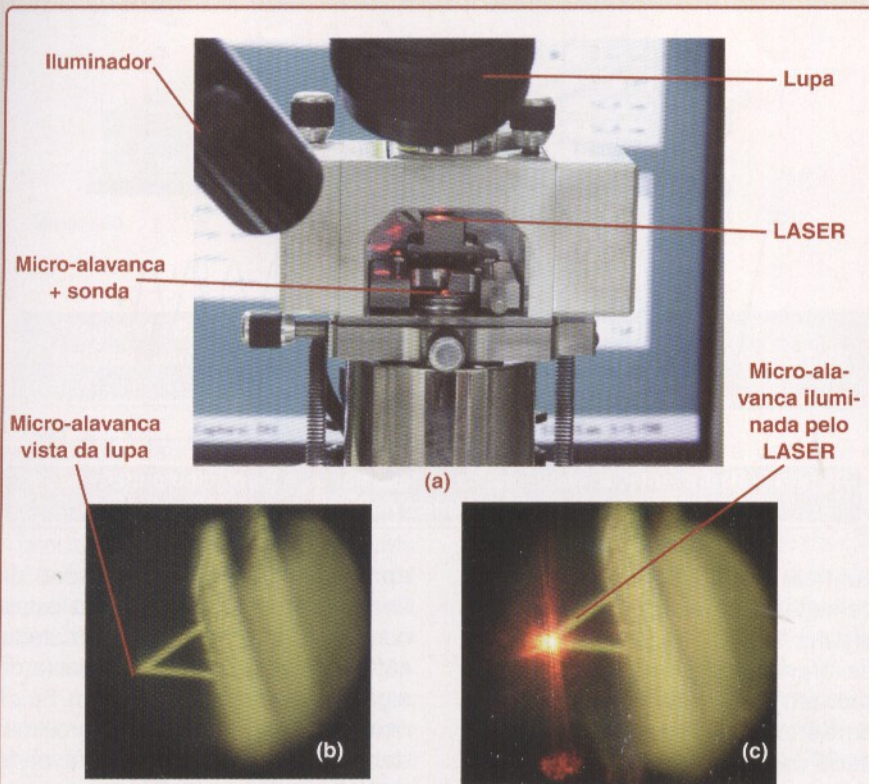 Iluminador
Lupa
LASER
Micro-alavanca
+ sonda
Micro-ala-
vanca ilumi-
nada pelo
LASER
Micro-alavanca
vista da lupa
(a)
(b)
(c)